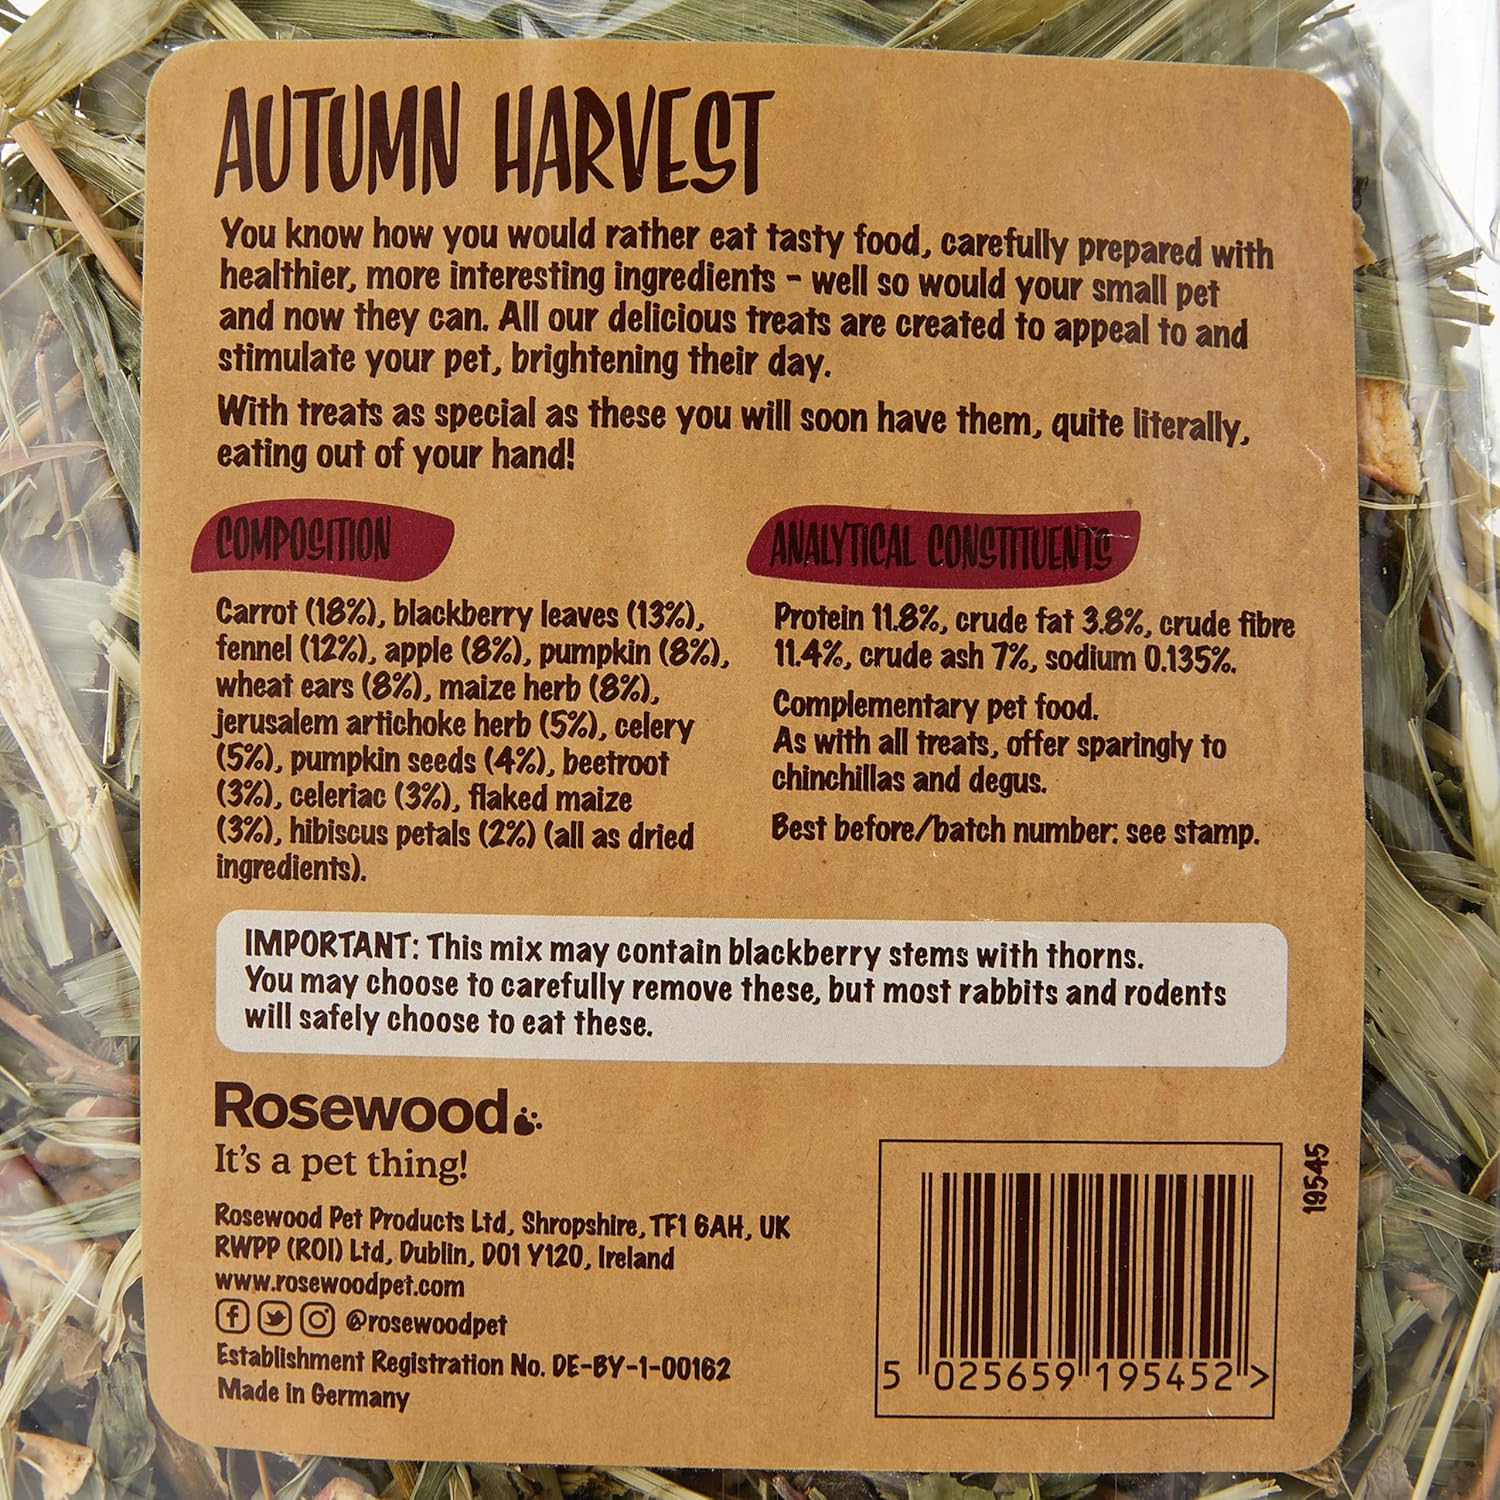 AUTUMN HARVEST
You know how you would rather eat tasty food, carefully prepared with
healthier, more interesting ingredients - well so would your small pet
and now they can. All our delicious treats are created to appeal to and
stimulate your pet, brightening their day.
With treats as special as these you will soon have them, quite literally,
eating out of your hand!
COMPOSITION
Carrot (18%), blackberry leaves (13%),
fennel (12%), apple (8%), pumpkin (8%),
wheat ears (8%), maize herb (8%),
jerusalem artichoke herb (5%), celery
(5%), pumpkin seeds (4%), beetroot
(3%), celeriac (3%), flaked maize
(3%), hibiscus petals (2%) (all as dried
ingredients).
ANALYTICAL CONSTITUENTS
Protein 11.8%, crude fat 3.8%, crude fibre
11.4%, crude ash 7%, sodium 0.135%.
Complementary pet food.
As with all treats, offer sparingly to
chinchillas and degus.
Best before/batch number: see stamp.
IMPORTANT: This mix may contain blackberry stems with thorns.
You may choose to carefully remove these, but most rabbits and rodents
will safely choose to eat these.
Rosewood
It's a pet thing!
Rosewood Pet Products Ltd, Shropshire, TF1 6AH, UK
RWPP (ROI) Ltd, Dublin, D01 Y120, Ireland
www.rosewoodpet.com
@rosewoodpet
Establishment Registration No. DE-BY-1-00162
Made in Germany
19545
5 025659 195452 >